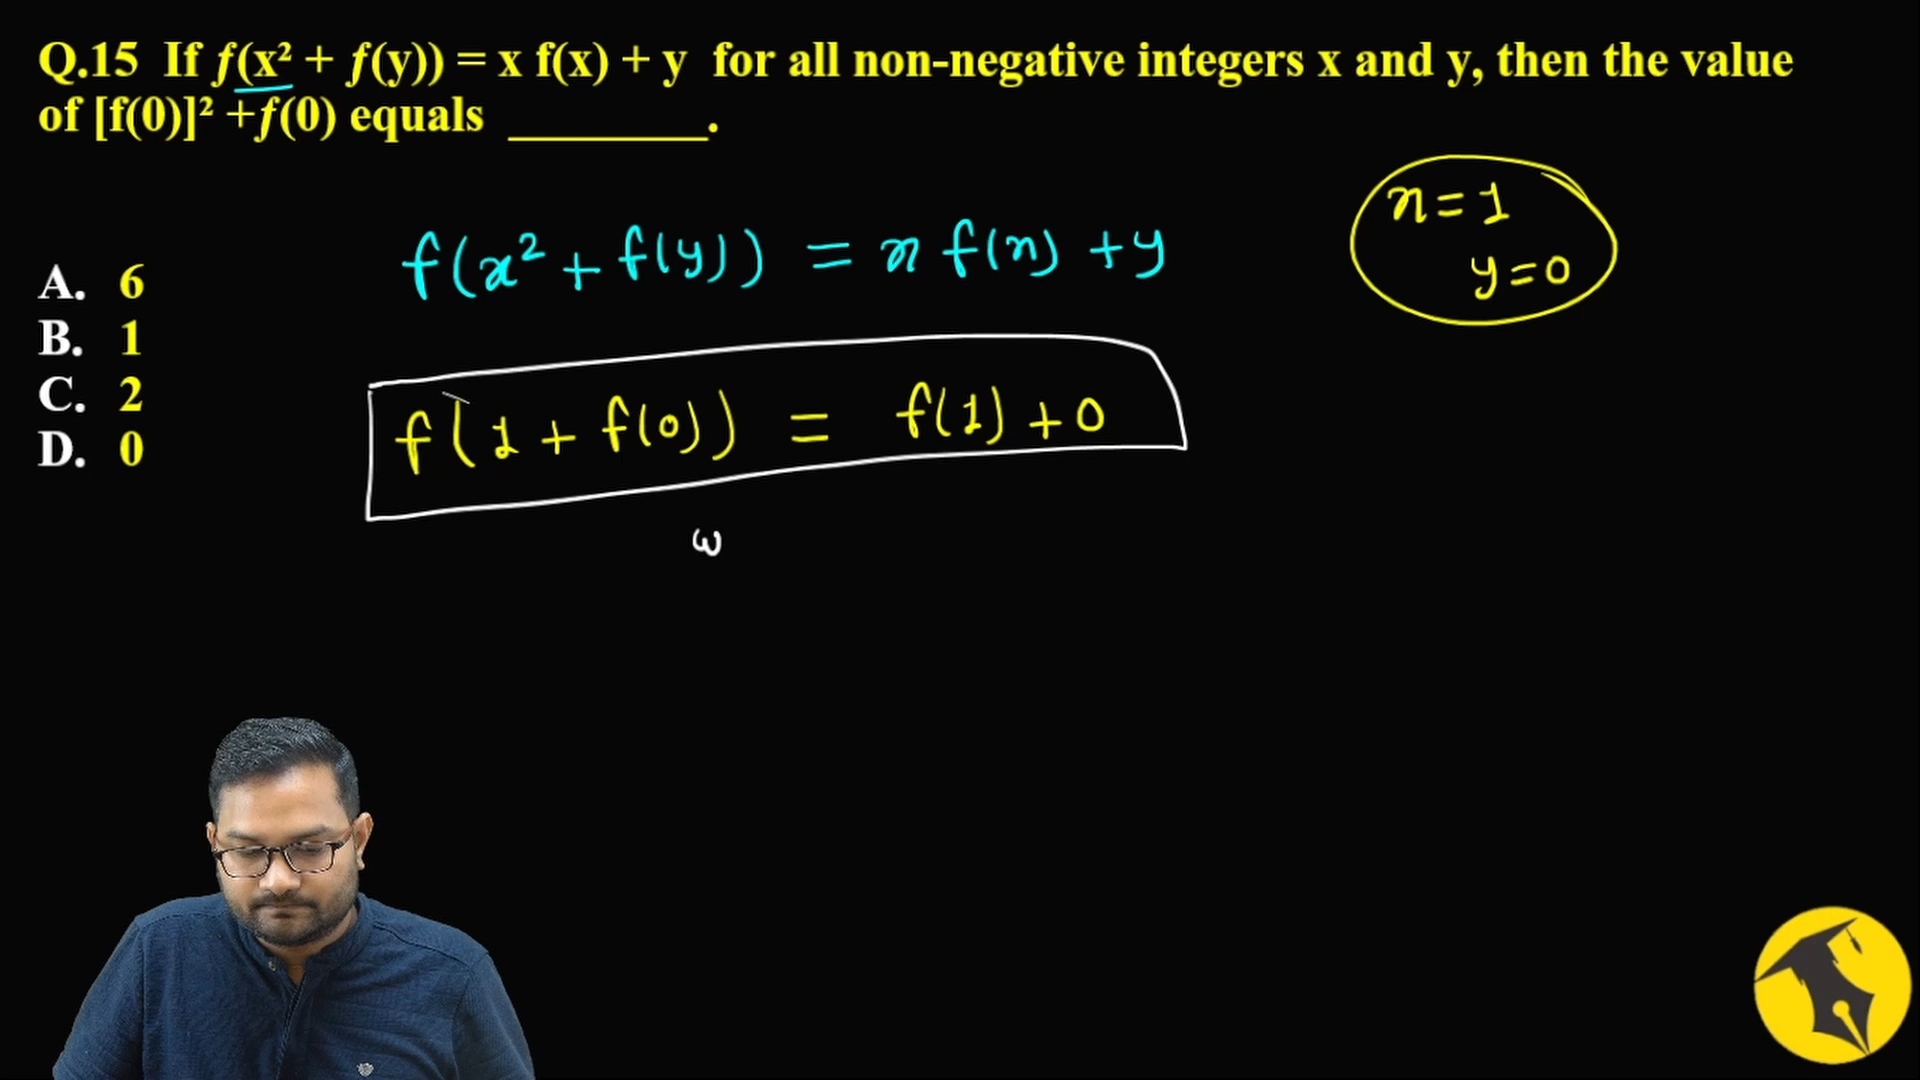 Q.15 If f(x² + f(y)) = x f(x) + y for all non-negative integers x and y, then the value
of [f(0)]² +f(0) equals ________.
x = 1
y = 0
f(x² + f(y)) = x f(x) + y
A. 6
B. 1
C. 2
D. 0
f(1 + f(0)) = f(1) + 0
ω